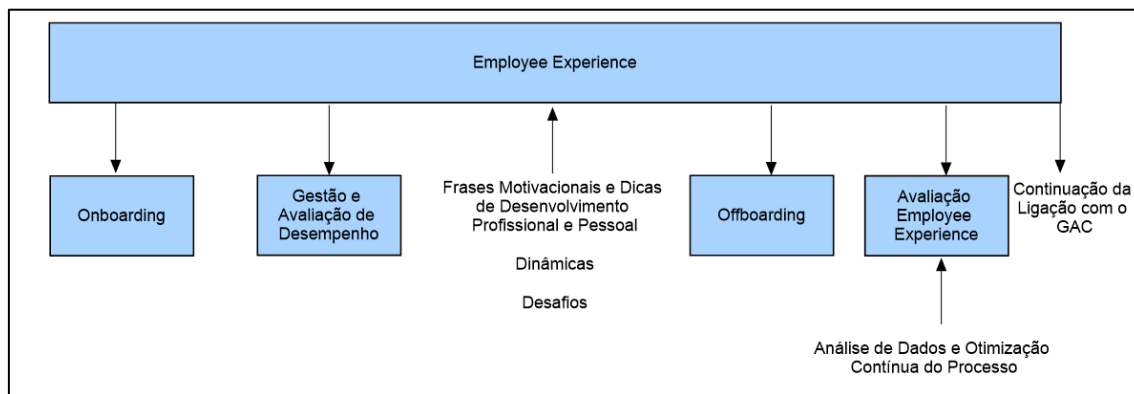 Employee Experience
Onboarding
Gestão e
Avaliação de
Desempenho
Frases Motivacionais e Dicas
de Desenvolvimento
Profissional e Pessoal
Dinâmicas
Desafios
Offboarding
Avaliação
Employee
Experience
Continuação da
Ligação com o
GAC
Análise de Dados e Otimização
Contínua do Processo